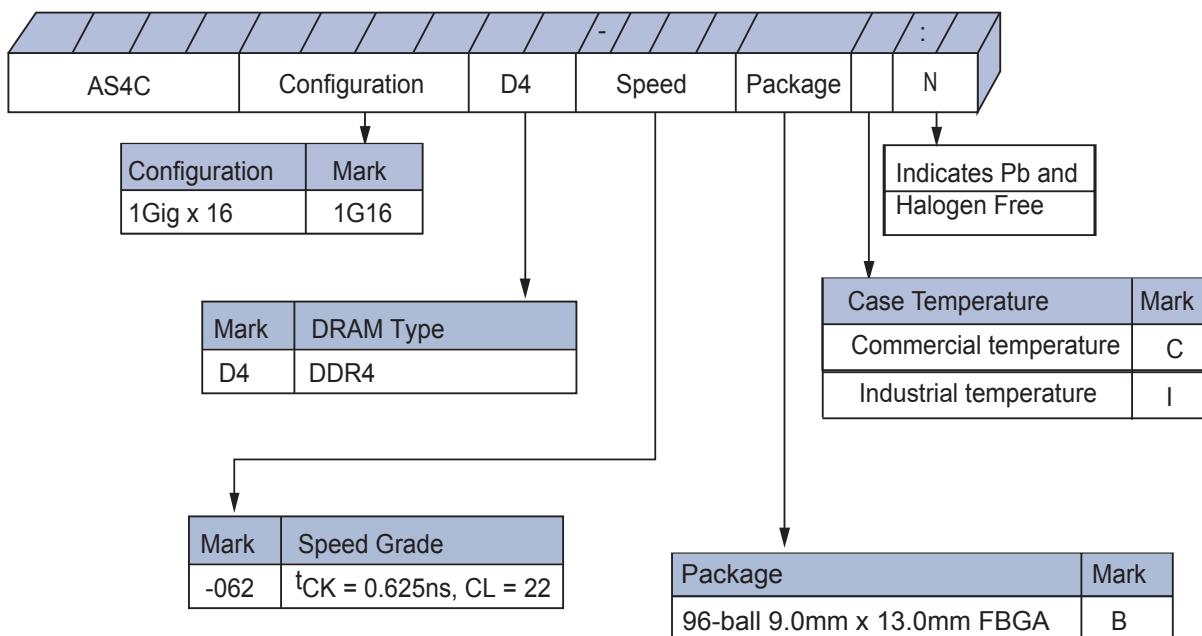 - :
AS4C Configuration D4 Speed Package N
Configuration Mark
1Gig x 16 1G16
Indicates Pb and
Halogen Free
Case Temperature Mark
Commercial temperature C
Industrial temperature I
Mark DRAM Type
D4 DDR4
Mark Speed Grade
-062 tCK = 0.625ns, CL = 22
Package Mark
96-ball 9.0mm x 13.0mm FBGA B